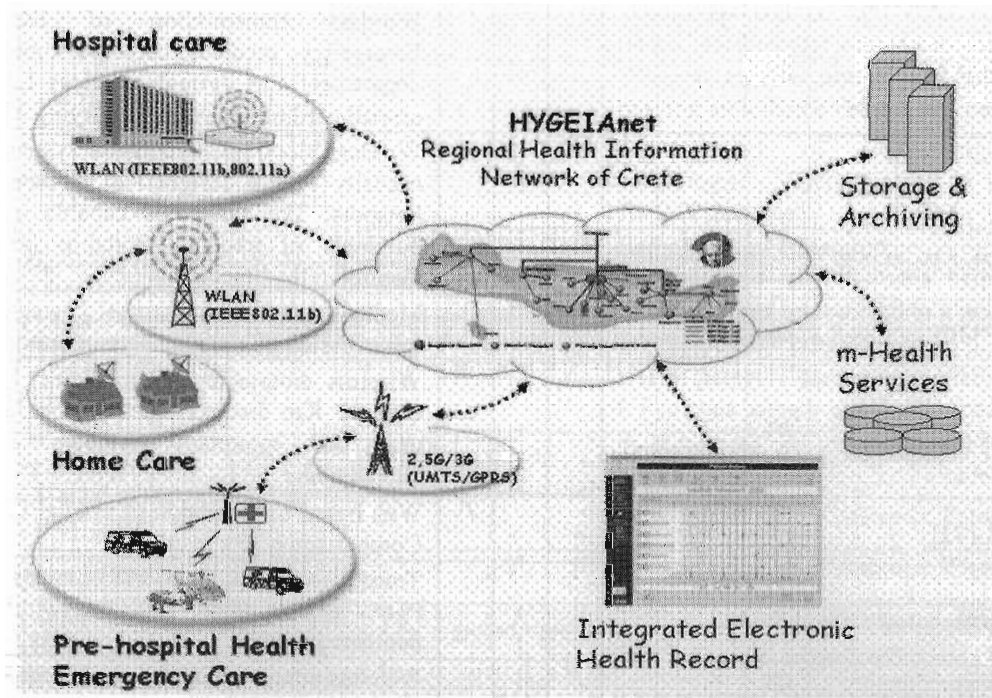 Hospital care
WLAN (IEEE802.11b,802.11a)
HYGEIAnet
Regional Health Information
Network of Crete
Storage &
Archiving
WLAN
(IEEE802.11b)
m-Health
Services
Home Care
2,5G/3G
(UMTS/GPRS)
Pre-hospital Health
Emergency Care
Integrated Electronic
Health Record